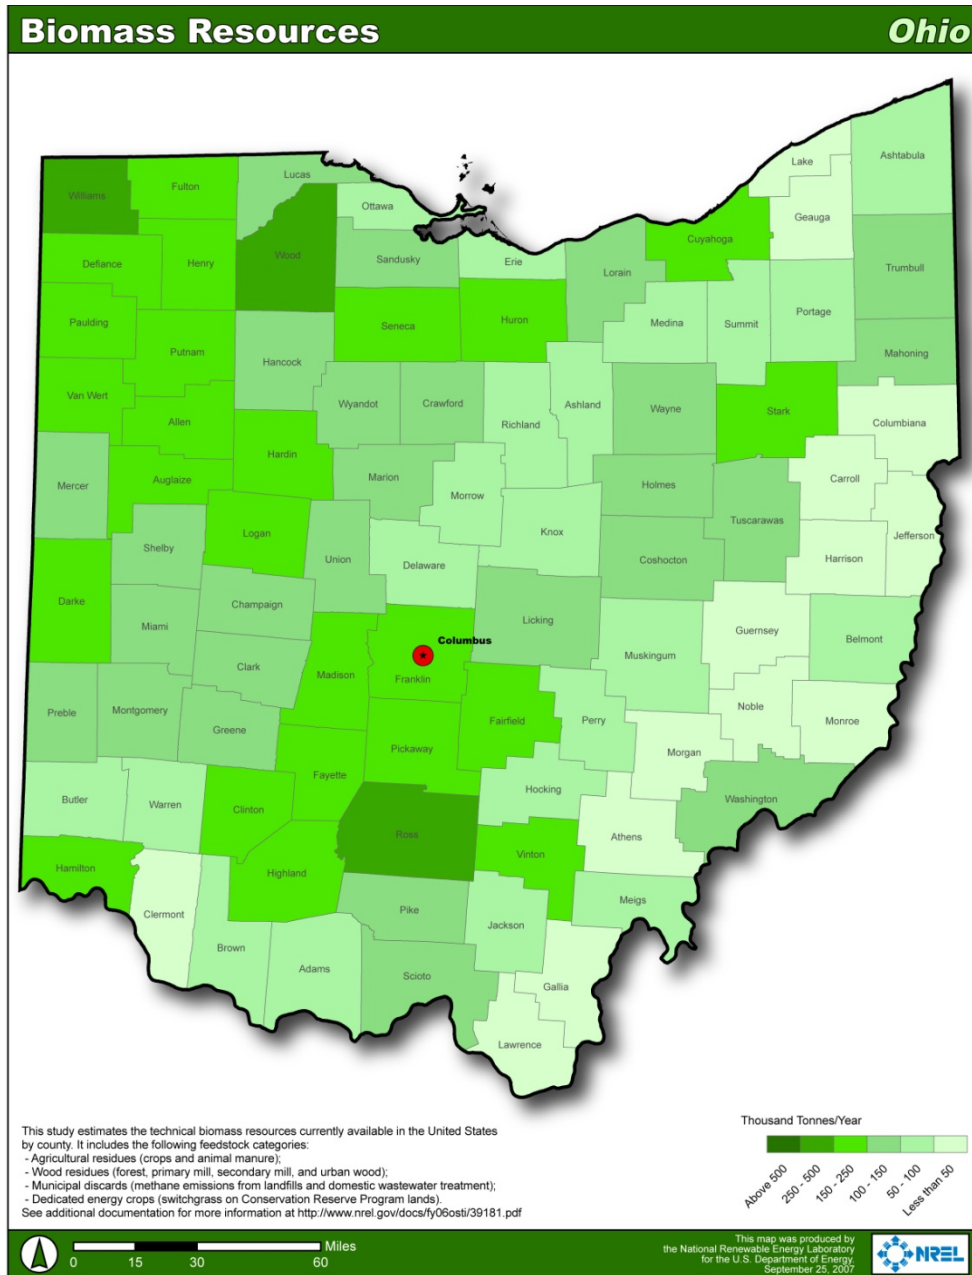 Biomass Resources
Ohio
Lake
Ashtabula
Lucas
Williams
Fulton
Ottawa
Geauga
Cuyahoga
Wood
Defiance
Henry
Sandusky
Erie
Lorain
Trumbull
Paulding
Seneca
Huron
Medina
Summit
Portage
Putnam
Hancock
Mahoning
Van Wert
Wyandot
Crawford
Ashland
Wayne
Stark
Allen
Richland
Columbiana
Hardin
Mercer
Auglaize
Marion
Morrow
Holmes
Carroll
Tuscarawas
Logan
Knox
Jefferson
Shelby
Union
Delaware
Coshocton
Harrison
Darke
Champaign
Miami
Licking
Guernsey
Belmont
Columbus
Clark
Madison
Franklin
Muskingum
Preble
Montgomery
Greene
Fairfield
Perry
Noble
Monroe
Pickaway
Morgan
Fayette
Hocking
Butler
Warren
Clinton
Washington
Ross
Athens
Hamilton
Highland
Vinton
Meigs
Clermont
Pike
Jackson
Brown
Adams
Scioto
Gallia
Lawrence
This study estimates the technical biomass resources currently available in the United States
by county. It includes the following feedstock categories:
- Agricultural residues (crops and animal manure);
- Wood residues (forest, primary mill, secondary mill, and urban wood);
- Municipal discards (methane emissions from landfills and domestic wastewater treatment);
- Dedicated energy crops (switchgrass on Conservation Reserve Program lands).
See additional documentation for more information at http://www.nrel.gov/docs/fy06osti/39181.pdf
Thousand Tonnes/Year
Above 500
250 - 500
150 - 250
100 - 150
50 - 100
Less than 50
Miles
0 15 30 60
This map was produced by
the National Renewable Energy Laboratory
for the U.S. Department of Energy.
September 25, 2007
NREL